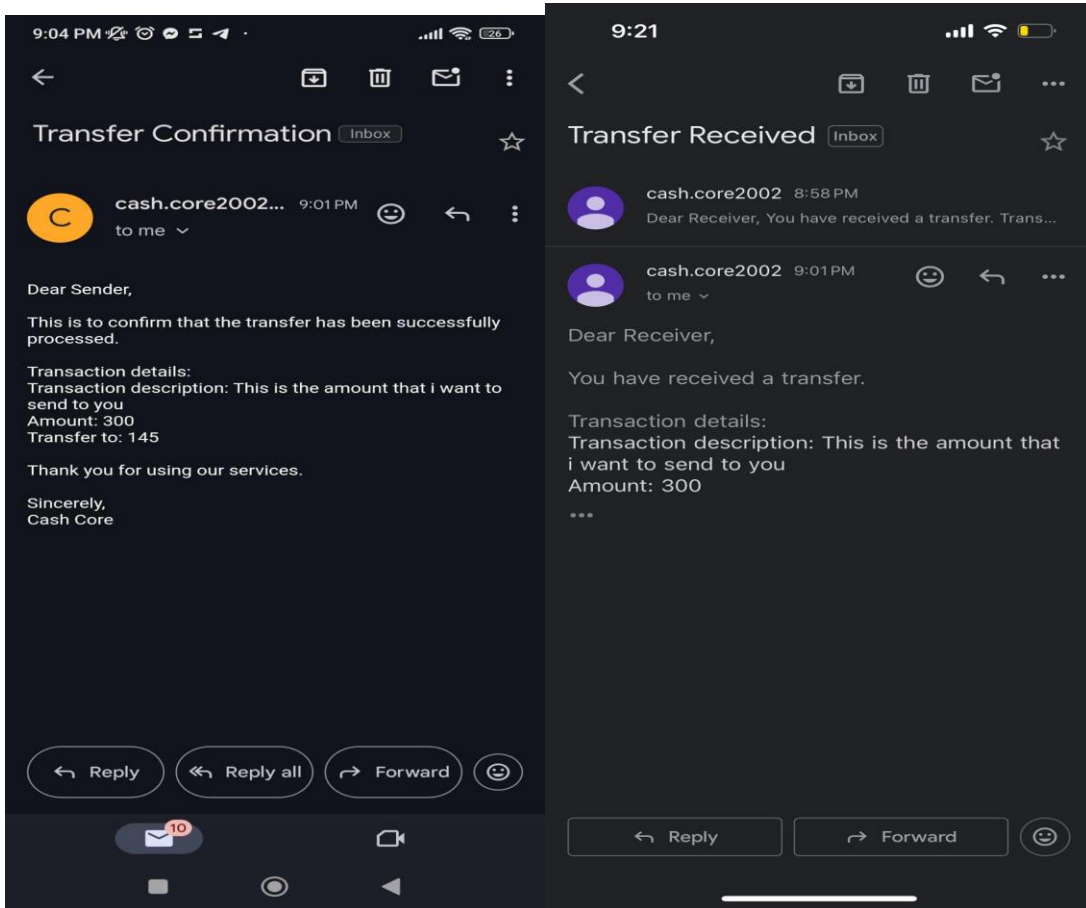 9:04 PM
26
Transfer Confirmation Inbox
C
cash.core2002... 9:01 PM
to me
Dear Sender,
This is to confirm that the transfer has been successfully
processed.
Transaction details:
Transaction description: This is the amount that i want to
send to you
Amount: 300
Transfer to: 145
Thank you for using our services.
Sincerely,
Cash Core
Reply
Reply all
Forward
10
9:21
Transfer Received Inbox
cash.core2002 8:58 PM
Dear Receiver, You have received a transfer. Trans...
cash.core2002 9:01 PM
to me
Dear Receiver,
You have received a transfer.
Transaction details:
Transaction description: This is the amount that
i want to send to you
Amount: 300
Reply
Forward